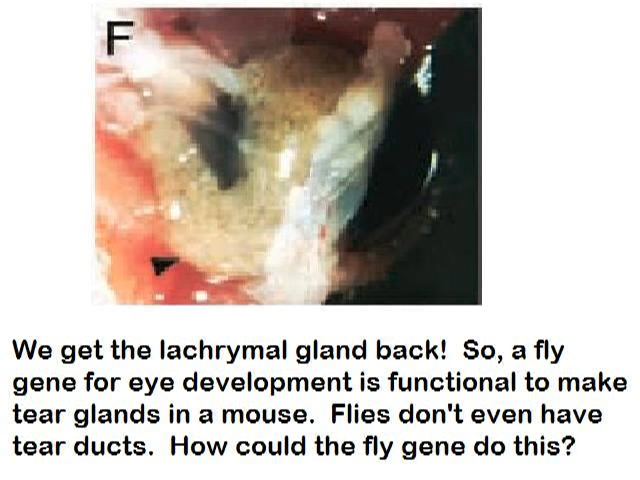 F
We get the lachrymal gland back!  So, a fly
gene for eye development is functional to make
tear glands in a mouse.  Flies don't even have
tear ducts.  How could the fly gene do this?